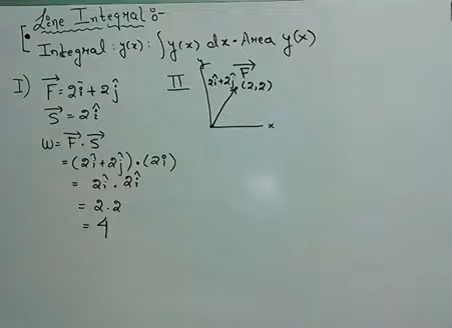 Line Integral :-
Integral : y(x) : ∫ y(x) dx - Area y(x)
I)
F⃗ = 2î + 2ĵ
S⃗ = 2î
W = F⃗ . S⃗
= (2î + 2ĵ) . (2î)
= 2î . 2î
= 2.2
= 4
II
y
2î+2ĵ
F⃗
(2,2)
x